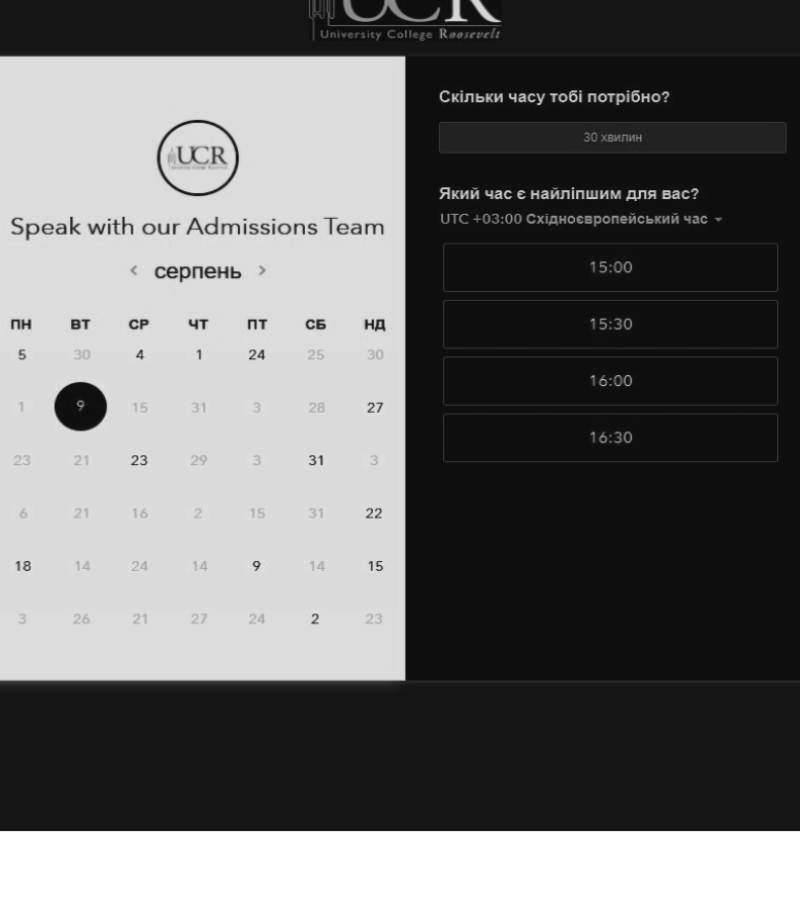 UCR
University College Roosevelt
UCR
Speak with our Admissions Team
серпень
ПН ВТ СР ЧТ ПТ СБ НД
5 30 4 1 24 25 30
1 9 15 31 3 28 27
23 21 23 29 3 31 3
6 21 16 2 15 31 22
18 14 24 14 9 14 15
3 26 21 27 24 2 23
Скільки часу тобі потрібно?
30 хвилин
Який час є найліпшим для вас?
UTC +03:00 Східноєвропейський час
15:00
15:30
16:00
16:30